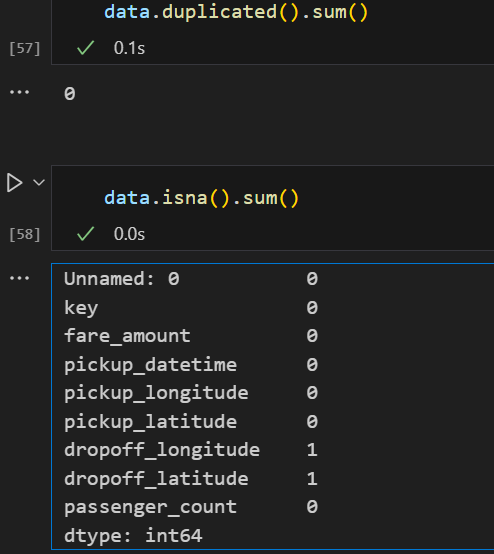 data.duplicated().sum()
[57] 0.1s
0
data.isna().sum()
[58] 0.0s
Unnamed: 0 0
key 0
fare_amount 0
pickup_datetime 0
pickup_longitude 0
pickup_latitude 0
dropoff_longitude 1
dropoff_latitude 1
passenger_count 0
dtype: int64